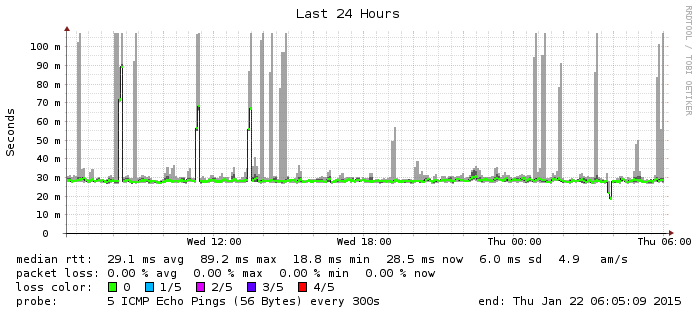 Last 24 Hours
RRDTOOL / TOBI OETIKER
Seconds
100 m
90 m
80 m
70 m
60 m
50 m
40 m
30 m
20 m
10 m
0
Wed 12:00 Wed 18:00 Thu 00:00 Thu 06:00
median rtt: 29.1 ms avg 89.2 ms max 18.8 ms min 28.5 ms now 6.0 ms sd 4.9 am/s
packet loss: 0.00 % avg 0.00 % max 0.00 % min 0.00 % now
loss color: 0 1/5 2/5 3/5 4/5
probe: 5 ICMP Echo Pings (56 Bytes) every 300s end: Thu Jan 22 06:05:09 2015